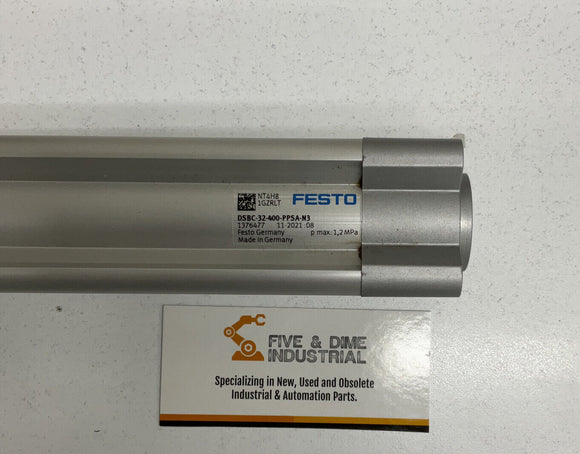 NT4H8
1GZRLT
FESTO
DSBC-32-400-PPSA-N3
1376477 11-2021 :08
Festo Germany p max: 1,2 MPa
Made in Germany
FIVE & DIME
INDUSTRIAL
Specializing in New, Used and Obsolete
Industrial & Automation Parts.